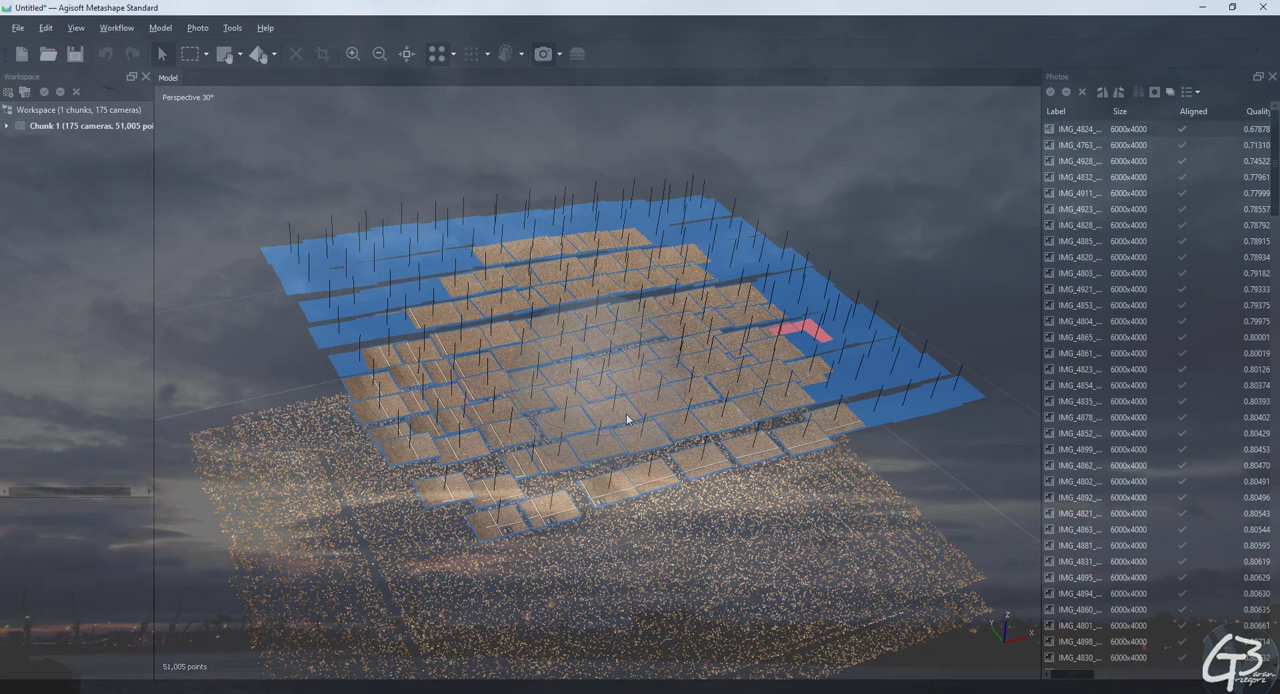 Untitled* — Agisoft Metashape Standard
File Edit View Workflow Model Photo Tools Help
Workspace
Model
Photos
Workspace (1 chunks, 175 cameras)
Chunk 1 (175 cameras, 51,005 poi
Perspective 30°
Label Size Aligned Quality
IMG_4824_... 6000x4000 0.67878
IMG_4763_... 6000x4000 0.71310
IMG_4928_... 6000x4000 0.74522
IMG_4832_... 6000x4000 0.77961
IMG_4911_... 6000x4000 0.77999
IMG_4923_... 6000x4000 0.78557
IMG_4828_... 6000x4000 0.78792
IMG_4885_... 6000x4000 0.78915
IMG_4820_... 6000x4000 0.78934
IMG_4803_... 6000x4000 0.79182
IMG_4921_... 6000x4000 0.79333
IMG_4853_... 6000x4000 0.79375
IMG_4804_... 6000x4000 0.79975
IMG_4865_... 6000x4000 0.80001
IMG_4861_... 6000x4000 0.80019
IMG_4823_... 6000x4000 0.80126
IMG_4854_... 6000x4000 0.80374
IMG_4835_... 6000x4000 0.80393
IMG_4878_... 6000x4000 0.80402
IMG_4852_... 6000x4000 0.80429
IMG_4899_... 6000x4000 0.80453
IMG_4862_... 6000x4000 0.80470
IMG_4802_... 6000x4000 0.80491
IMG_4892_... 6000x4000 0.80496
IMG_4821_... 6000x4000 0.80543
IMG_4863_... 6000x4000 0.80544
IMG_4881_... 6000x4000 0.80595
IMG_4831_... 6000x4000 0.80619
IMG_4895_... 6000x4000 0.80629
IMG_4894_... 6000x4000 0.80630
IMG_4860_... 6000x4000 0.80635
IMG_4801_... 6000x4000 0.80661
IMG_4898_... 6000x4000
IMG_4830_... 6000x4000
Z
Y X
51,005 points